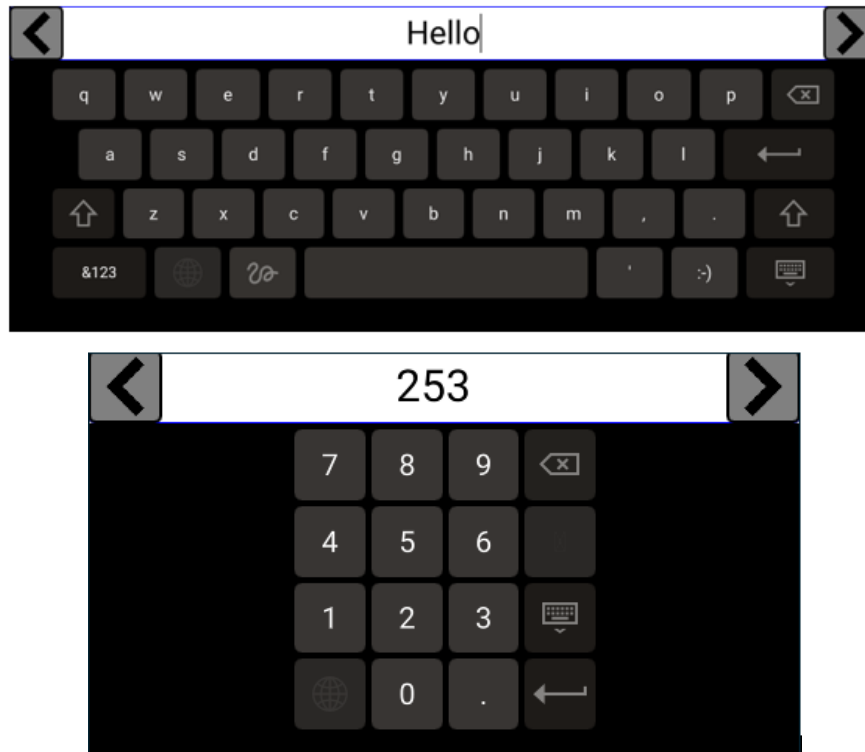 Hello
q w e r t y u i o p
a s d f g h j k l
z x c v b n m , .
&123 ' :-)
253
7 8 9
4 5 6
1 2 3
0 .